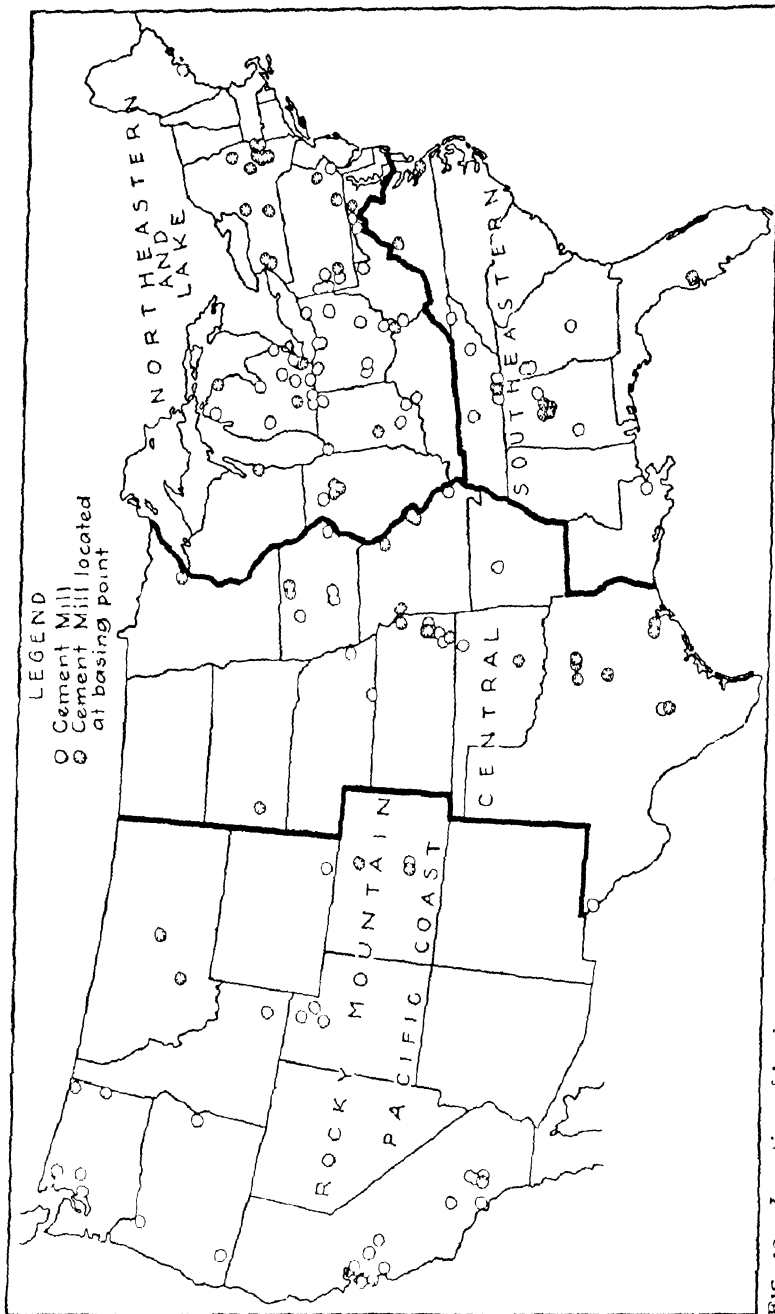 LEGEND
Cement Mill
Cement Mill located
at basing point
NORTHEASTERN
AND
LAKE
SOUTHEASTERN
CENTRAL
ROCKY MOUNTAIN
PACIFIC COAST